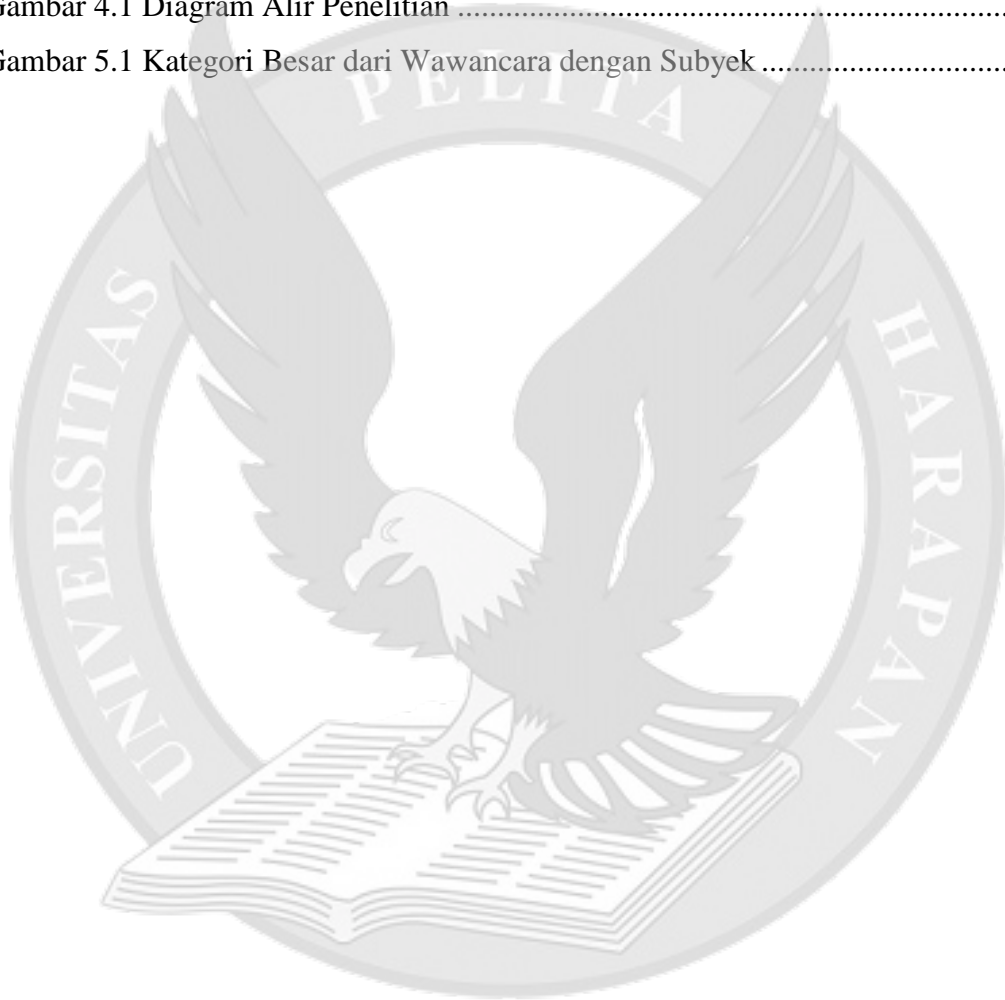 Gambar 4.1 Diagram Alir Penelitian ................................................................
Gambar 5.1 Kategori Besar dari Wawancara dengan Subyek ............................
UNIVERSITAS PELITA HARAPAN